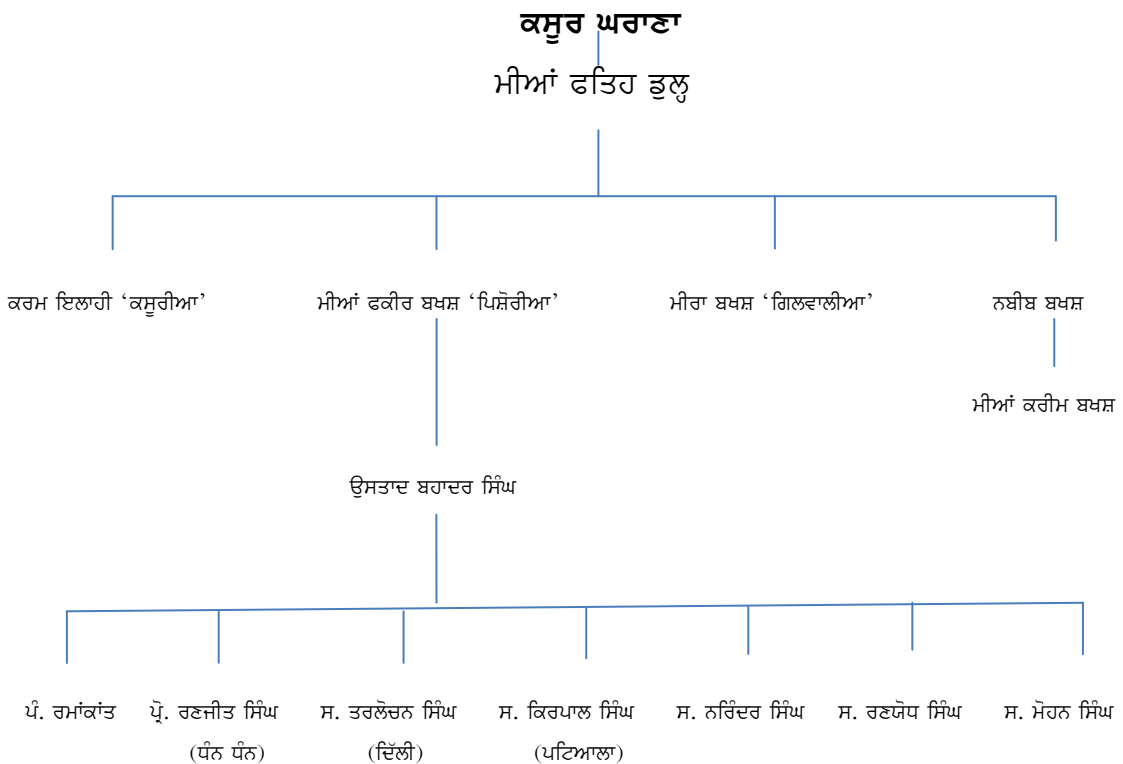 ਕਸੂਰ ਘਰਾਣਾ
ਮੀਆਂ ਫਤਿਹ ਡੁਲ੍ਹ
ਕਰਮ ਇਲਾਹੀ ‘ਕਸੂਰੀਆ’ ਮੀਆਂ ਫਕੀਰ ਬਖਸ਼ ‘ਪਿਸ਼ੋਰੀਆ’ ਮੀਰਾ ਬਖਸ਼ ‘ਗਿਲਵਾਲੀਆ’ ਨਬੀਬ ਬਖਸ਼
ਮੀਆਂ ਕਰੀਮ ਬਖਸ਼
ਉਸਤਾਦ ਬਹਾਦਰ ਸਿੰਘ
ਪੰ. ਰਮਾਂਕਾਂਤ ਪ੍ਰੋ. ਰਣਜੀਤ ਸਿੰਘ ਸ. ਤਰਲੋਚਨ ਸਿੰਘ ਸ. ਕਿਰਪਾਲ ਸਿੰਘ ਸ. ਨਰਿੰਦਰ ਸਿੰਘ ਸ. ਰਣਯੋਧ ਸਿੰਘ ਸ. ਮੋਹਨ ਸਿੰਘ
(ਧੰਨ ਧੰਨ) (ਦਿੱਲੀ) (ਪਟਿਆਲਾ)